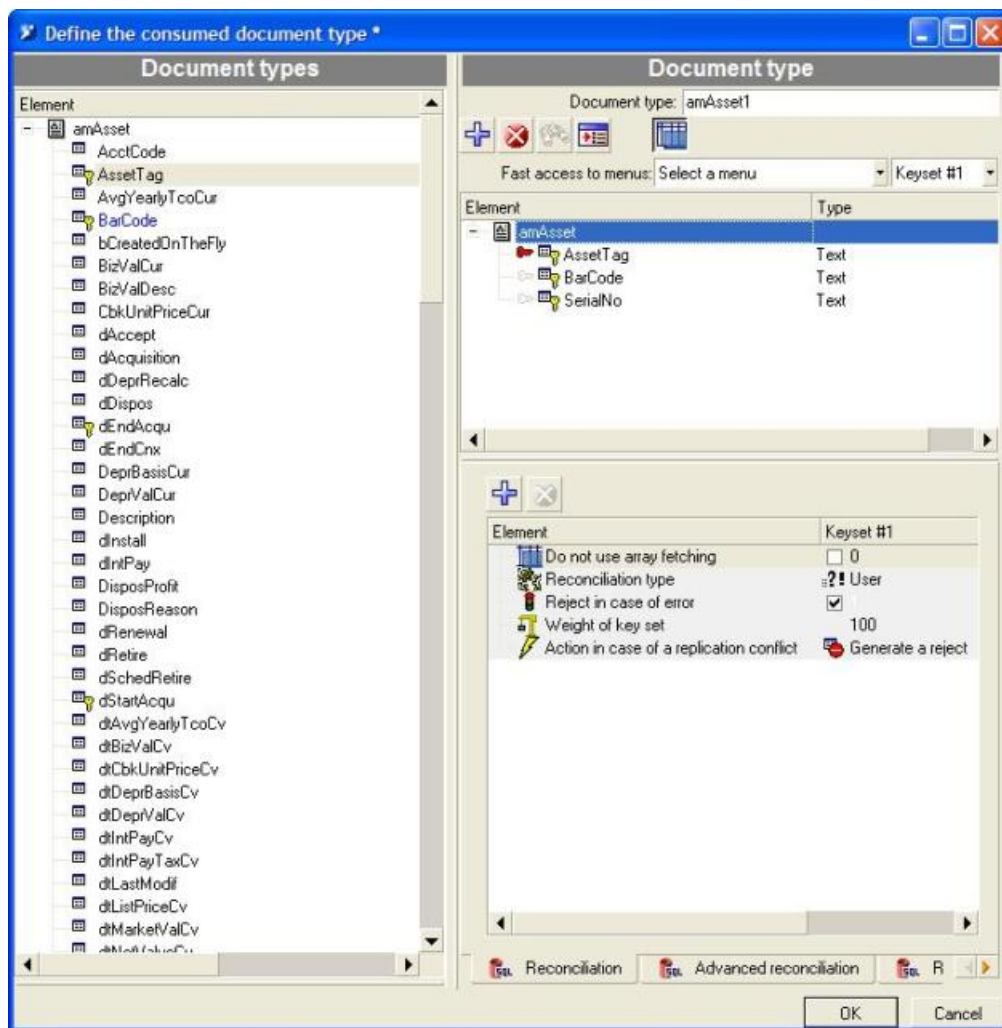 Define the consumed document type *
Document types
Element
amAsset
AcctCode
AssetTag
AvgYearlyTcoCur
BarCode
bCreatedOnTheFly
BizValCur
BizValDesc
CbkUnitPriceCur
dAccept
dAcquisition
dDeprRecalc
dDispos
dEndAcqu
dEndCnx
DeprBasisCur
DeprValCur
Description
dInstall
dIntPay
DisposProfit
DisposReason
dRenewal
dRetire
dSchedRetire
dStartAcqu
dtAvgYearlyTcoCv
dtBizValCv
dtCbkUnitPriceCv
dtDeprBasisCv
dtDeprValCv
dtIntPayCv
dtIntPayTaxCv
dtLastModif
dtListPriceCv
dtMarketValCv
Document type
Document type: amAsset1
Fast access to menus: Select a menu Keyset #1
Element Type
amAsset
AssetTag Text
BarCode Text
SerialNo Text
Element Keyset #1
Do not use array fetching 0
Reconciliation type ?! User
Reject in case of error
Weight of key set 100
Action in case of a replication conflict Generate a reject
SQL Reconciliation SQL Advanced reconciliation SQL R
OK Cancel